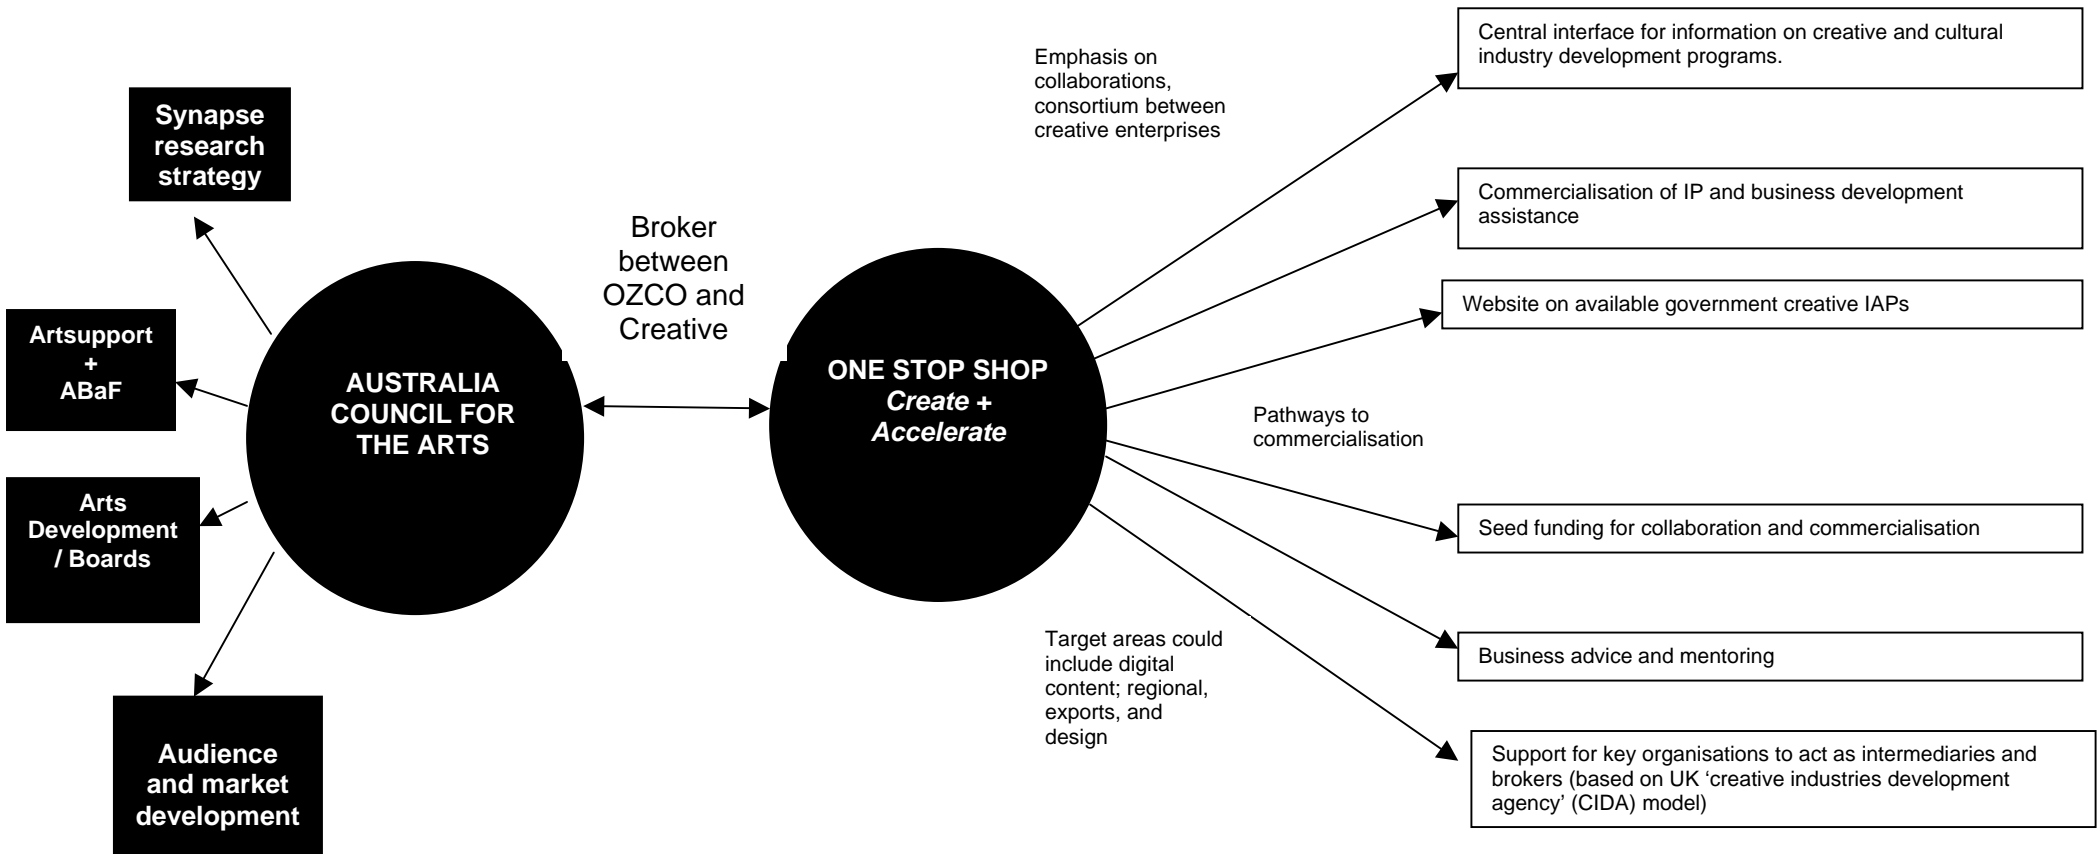 Synapse
research
strategy
Artsupport
+
ABaF
Arts
Development
/ Boards
Audience
and market
development
AUSTRALIA
COUNCIL FOR
THE ARTS
Broker
between
OZCO and
Creative
ONE STOP SHOP
Create +
Accelerate
Emphasis on
collaborations,
consortium between
creative enterprises
Pathways to
commercialisation
Target areas could
include digital
content; regional,
exports, and
design
Central interface for information on creative and cultural
industry development programs.
Commercialisation of IP and business development
assistance
Website on available government creative IAPs
Seed funding for collaboration and commercialisation
Business advice and mentoring
Support for key organisations to act as intermediaries and
brokers (based on UK ‘creative industries development
agency’ (CIDA) model)